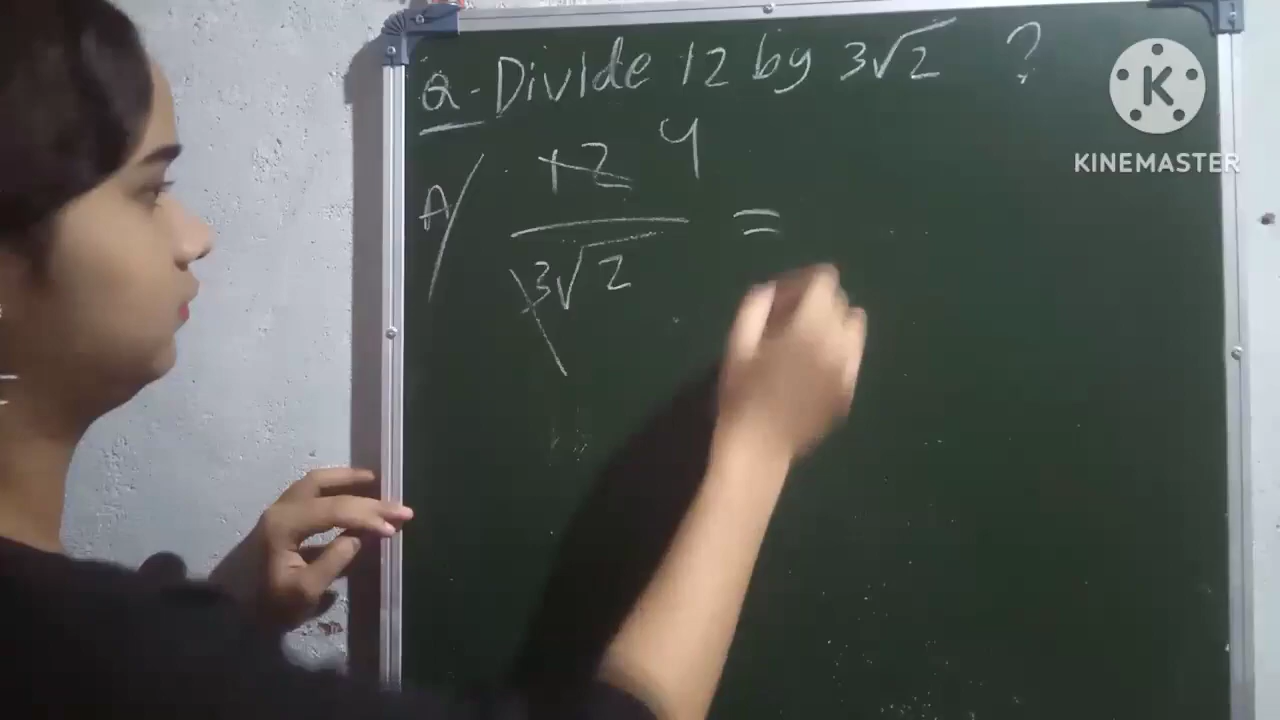 Q - Divide 12 by 3√2 ?
K
KINEMASTER
A/ 12 4
3√2 =